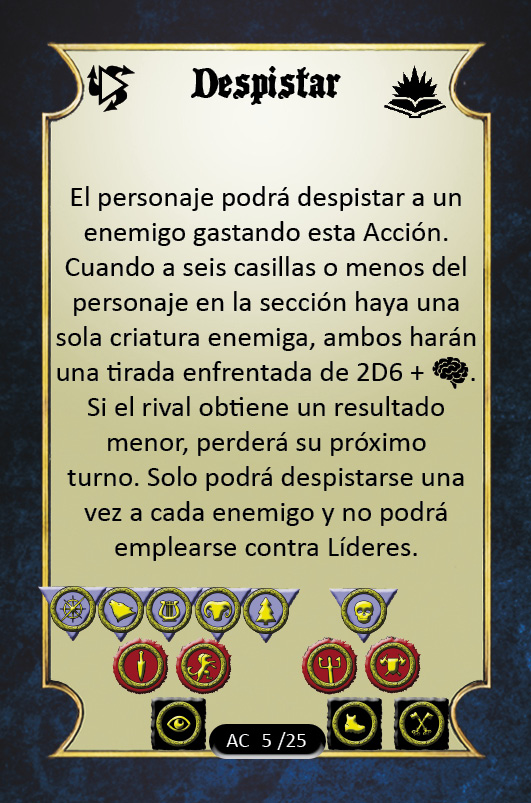 Despistar
El personaje podrá despistar a un
enemigo gastando esta Acción.
Cuando a seis casillas o menos del
personaje en la sección haya una
sola criatura enemiga, ambos harán
una tirada enfrentada de 2D6 + .
Si el rival obtiene un resultado
menor, perderá su próximo
turno. Solo podrá despistarse una
vez a cada enemigo y no podrá
emplearse contra Líderes.
AC 5 /25